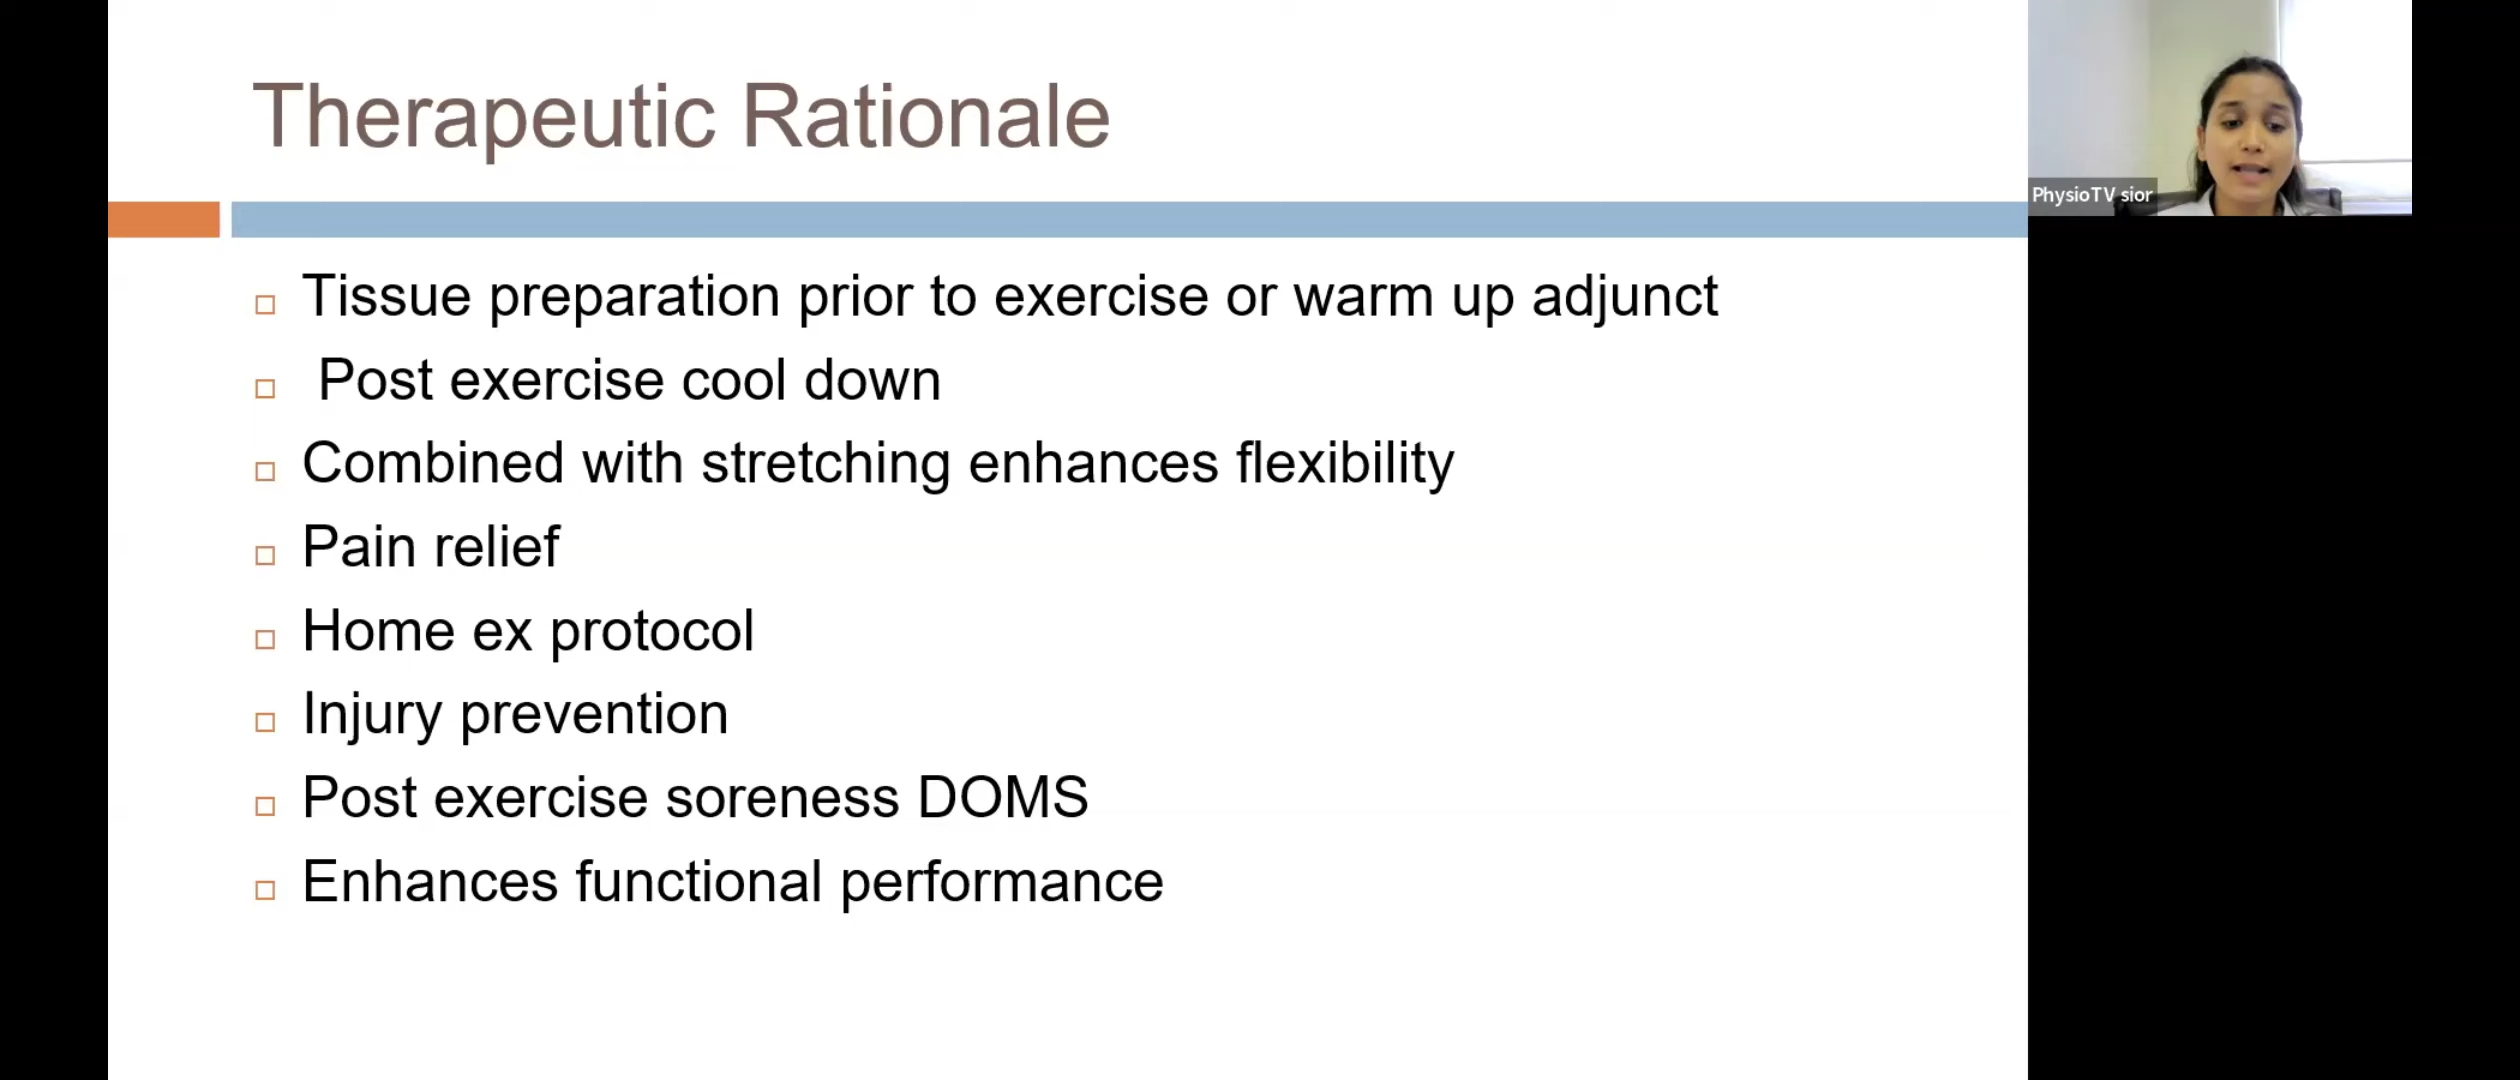 Therapeutic Rationale
PhysioTV sior
Tissue preparation prior to exercise or warm up adjunct
Post exercise cool down
Combined with stretching enhances flexibility
Pain relief
Home ex protocol
Injury prevention
Post exercise soreness DOMS
Enhances functional performance